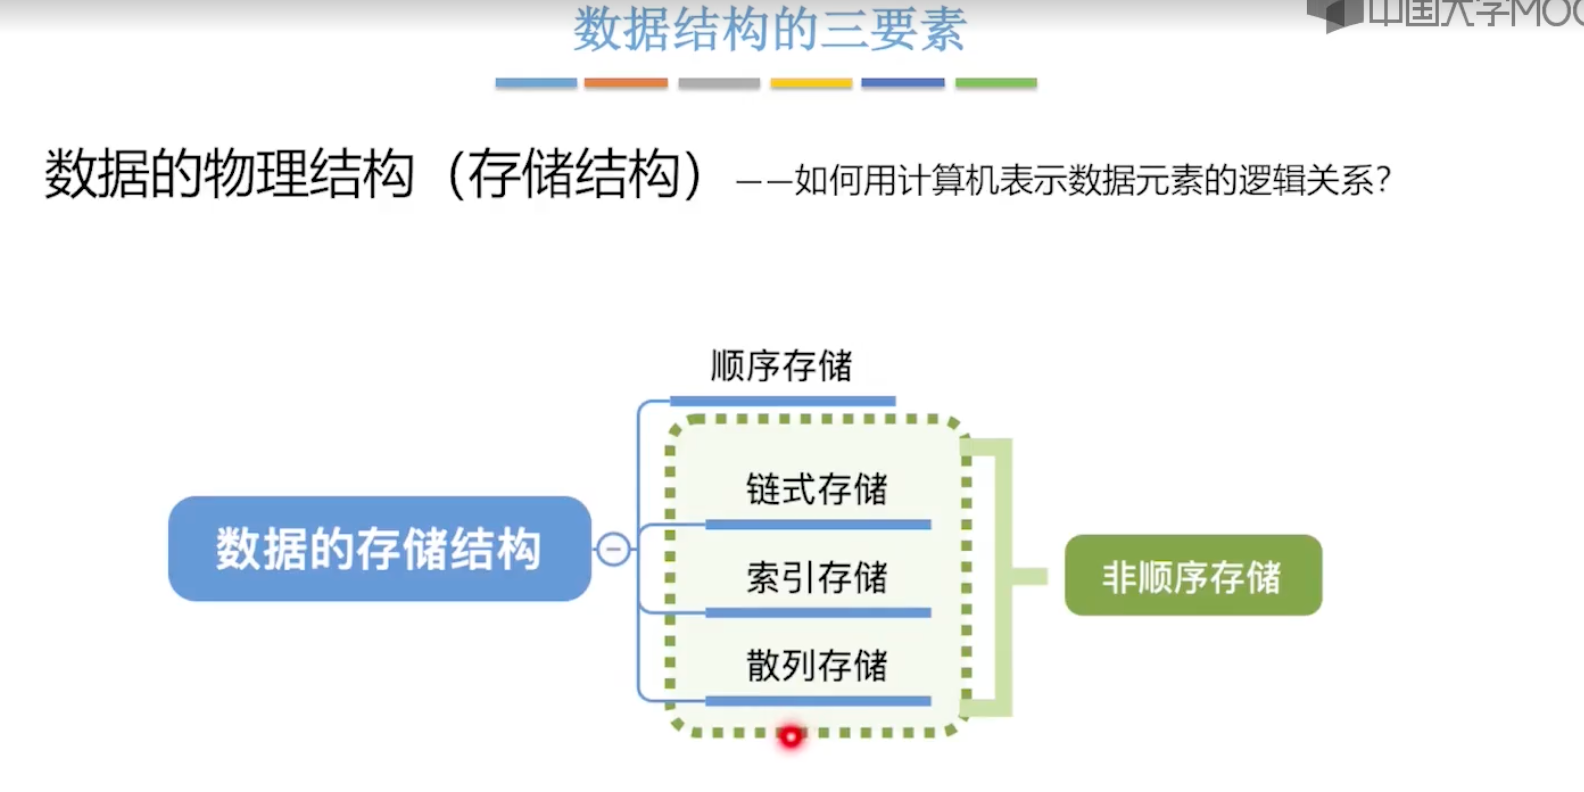 数据结构的三要素
中国大学MOO
数据的物理结构（存储结构）——如何用计算机表示数据元素的逻辑关系？
顺序存储
链式存储
数据的存储结构
索引存储
非顺序存储
散列存储